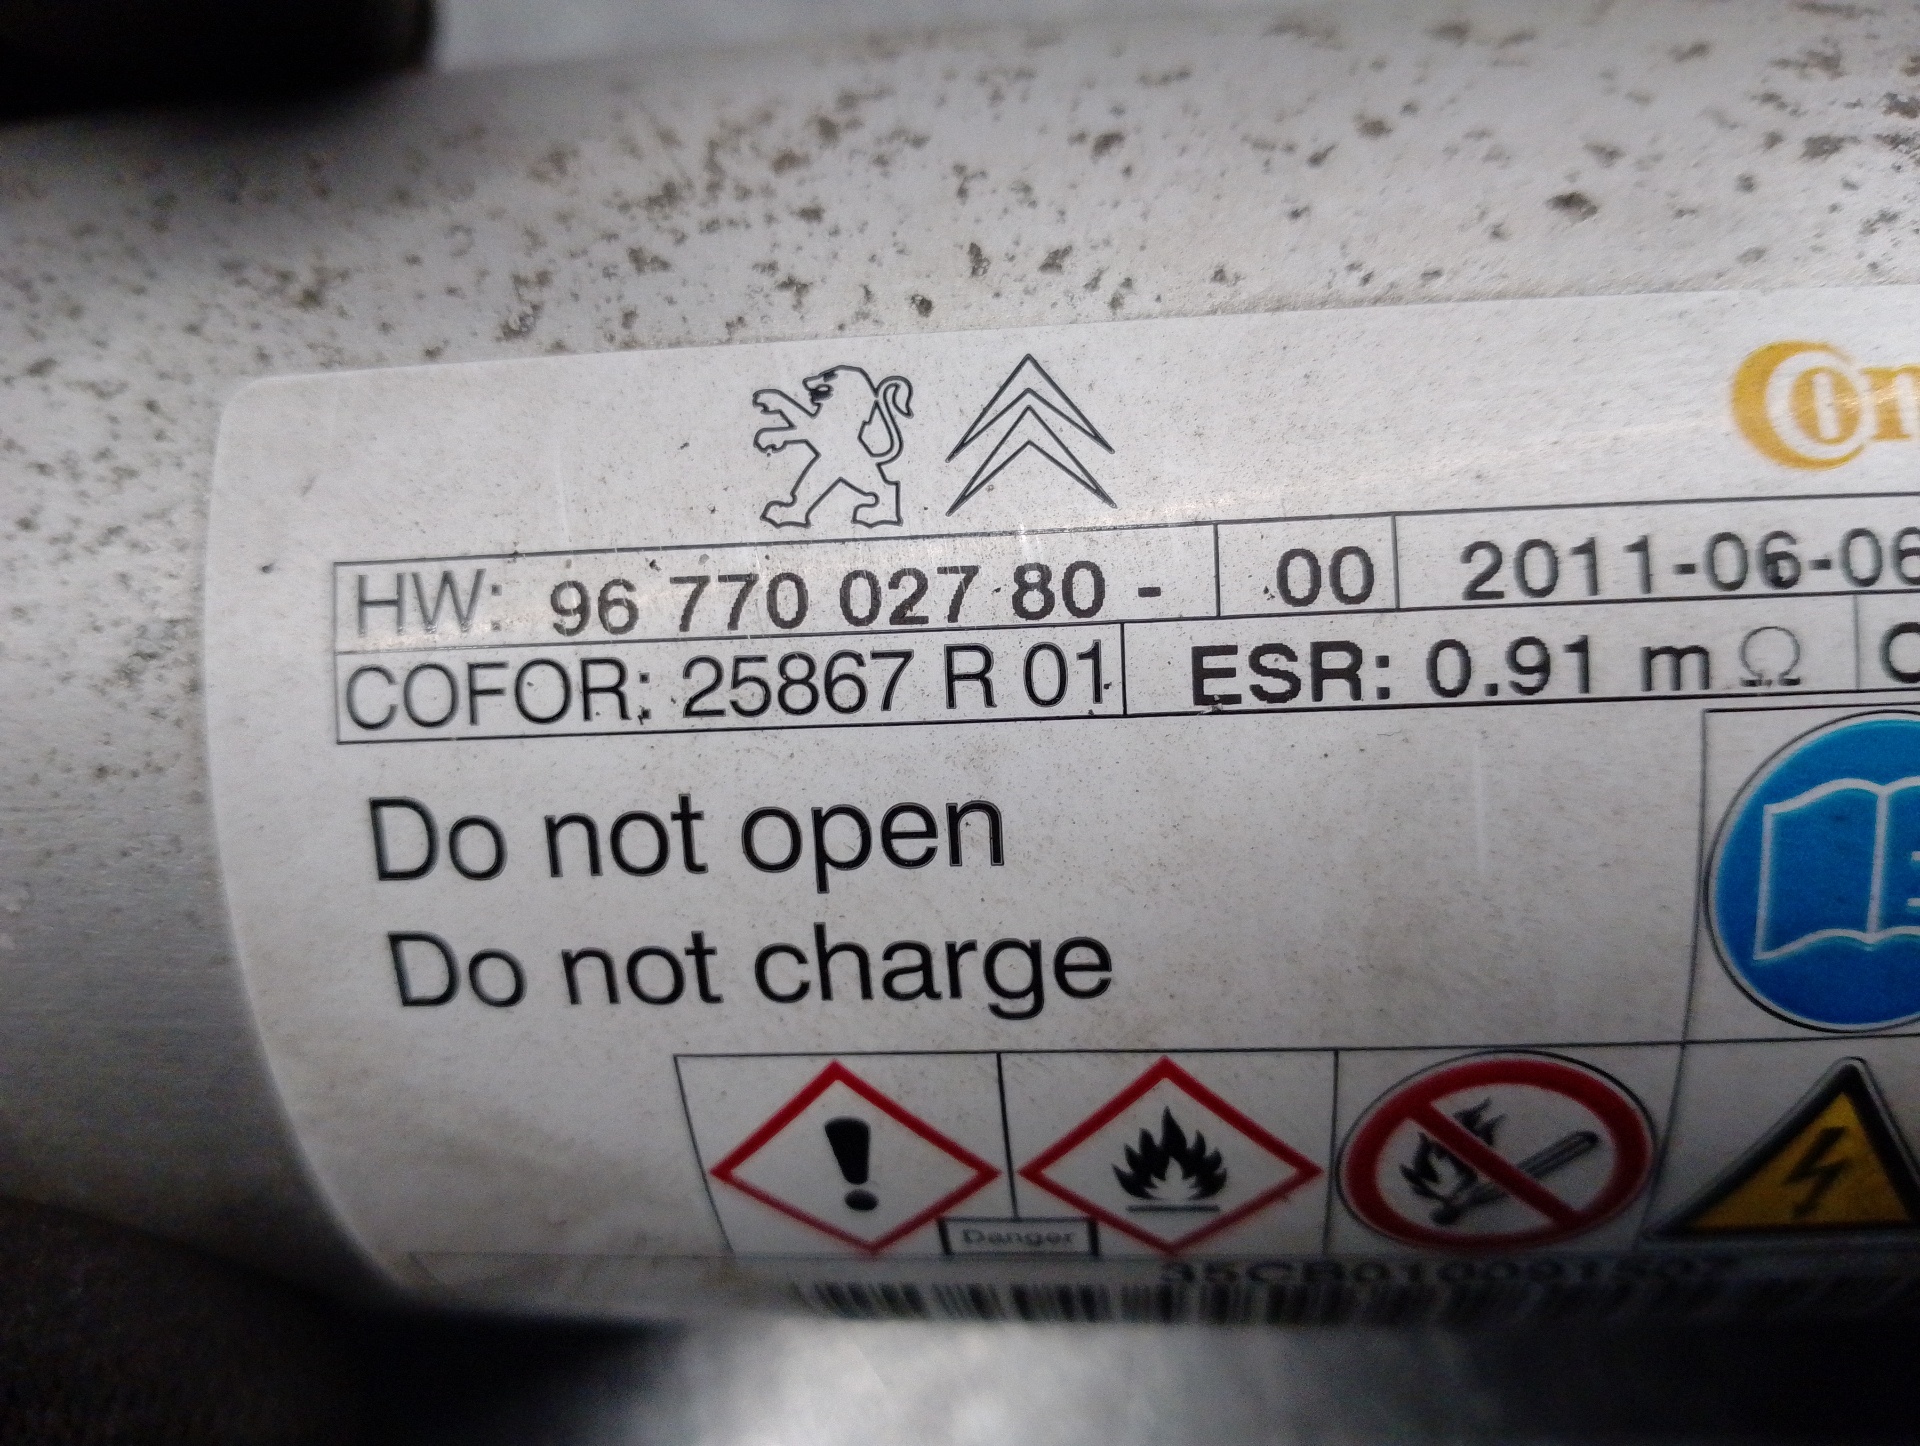 Con
HW: 96 770 027 80 - 00 2011-06-06
COFOR: 25867 R 01 ESR: 0.91 mΩ C
Do not open
Do not charge
Danger